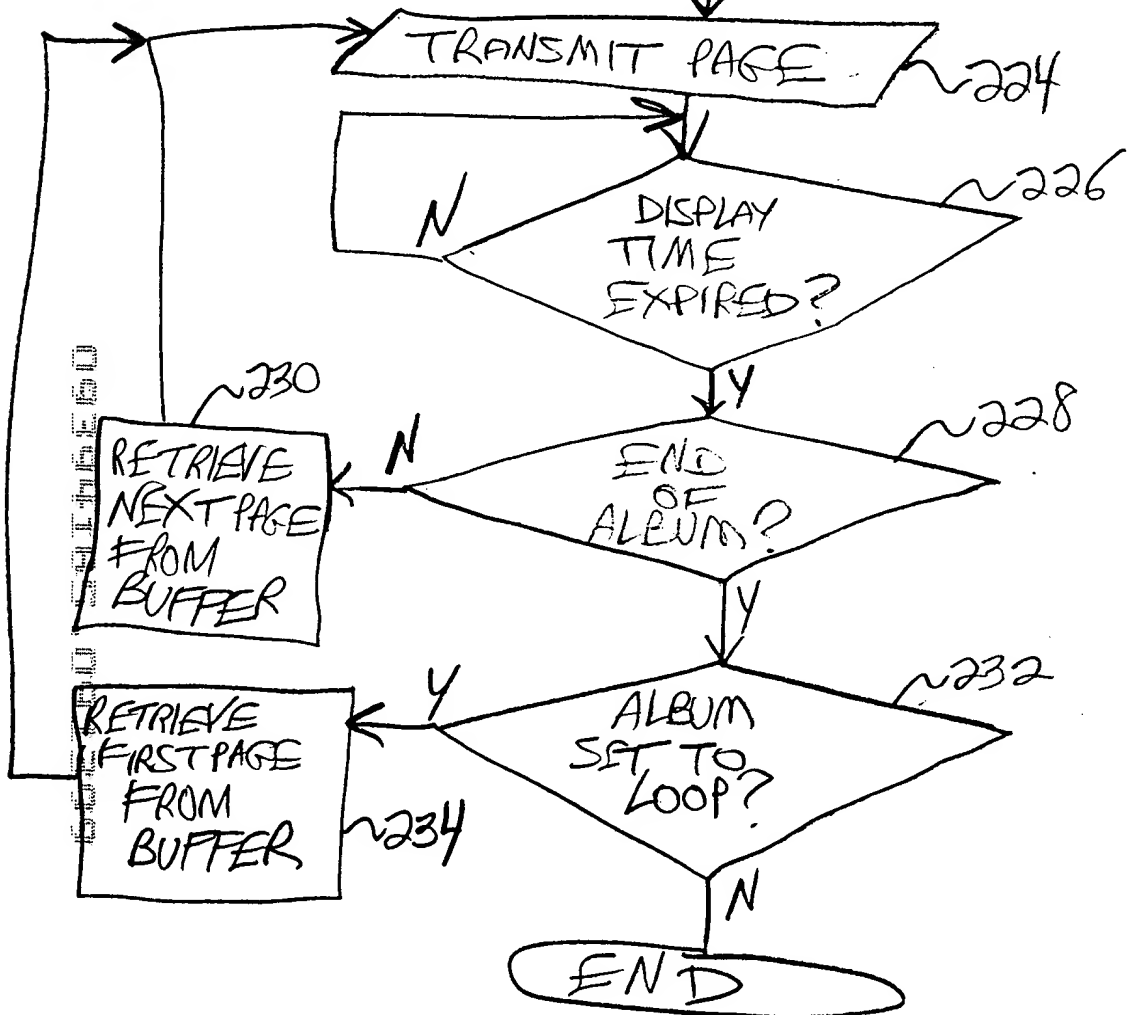 TRANSMIT PAGE
224
N
DISPLAY
TIME
EXPIRED?
226
Y
230
RETRIEVE
NEXT PAGE
FROM
BUFFER
N
END
OF
ALBUM?
228
Y
RETRIEVE
FIRST PAGE
FROM
BUFFER
234
Y
ALBUM
SET TO
LOOP?
232
N
END